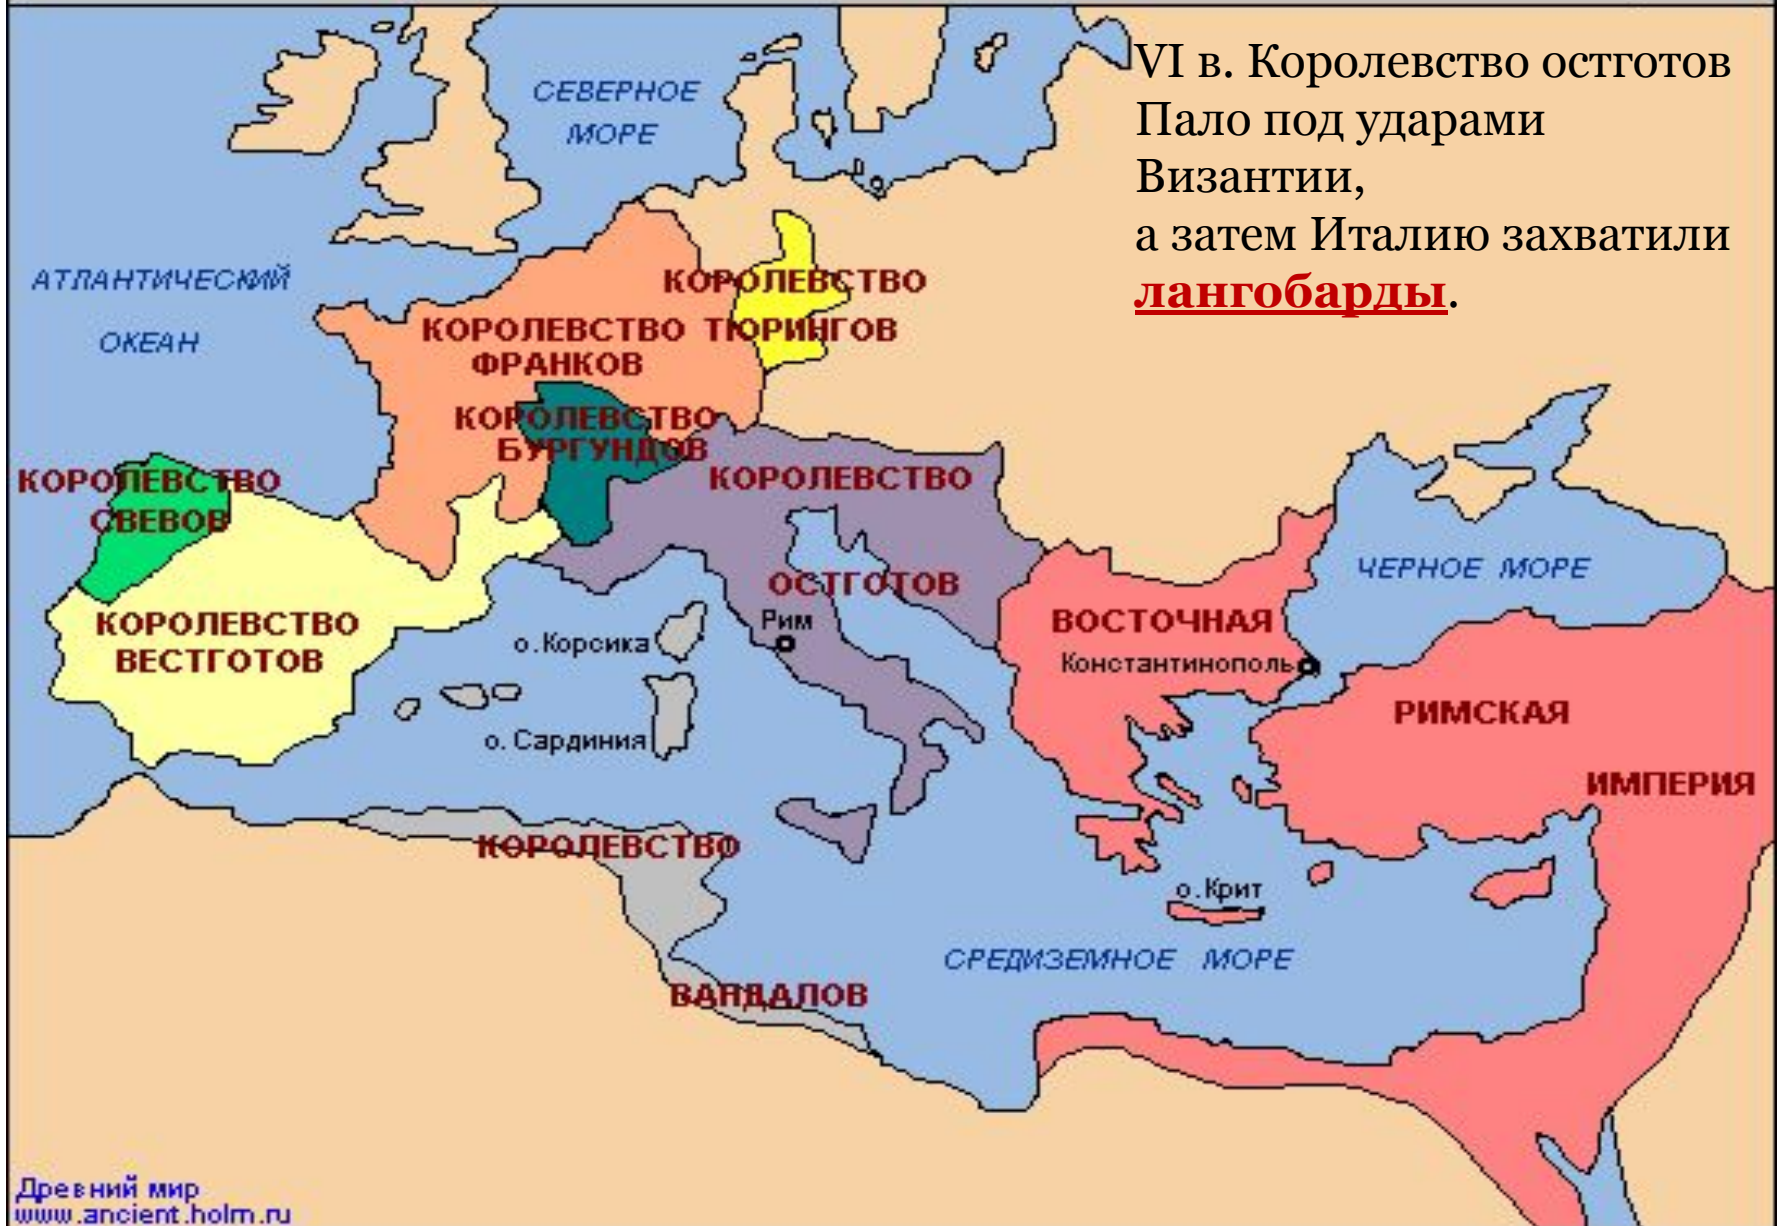 VI в. Королевство остготов
Пало под ударами
Византии,
а затем Италию захватили
лангобарды.
СЕВЕРНОЕ
МОРЕ
АТЛАНТИЧЕСКИЙ
ОКЕАН
КОРОЛЕВСТВО
ТЮРИНГОВ
КОРОЛЕВСТВО
ФРАНКОВ
КОРОЛЕВСТВО
БУРГУНДОВ
КОРОЛЕВСТВО
СВЕВОВ
КОРОЛЕВСТВО
ОСТГОТОВ
КОРОЛЕВСТВО
ВЕСТГОТОВ
ЧЕРНОЕ МОРЕ
Рим
о.Корсика
о. Сардиния
ВОСТОЧНАЯ
Константинополь
РИМСКАЯ
ИМПЕРИЯ
КОРОЛЕВСТВО
ВАНДАЛОВ
о.Крит
СРЕДИЗЕМНОЕ МОРЕ
Древний мир
www.ancient.holm.ru